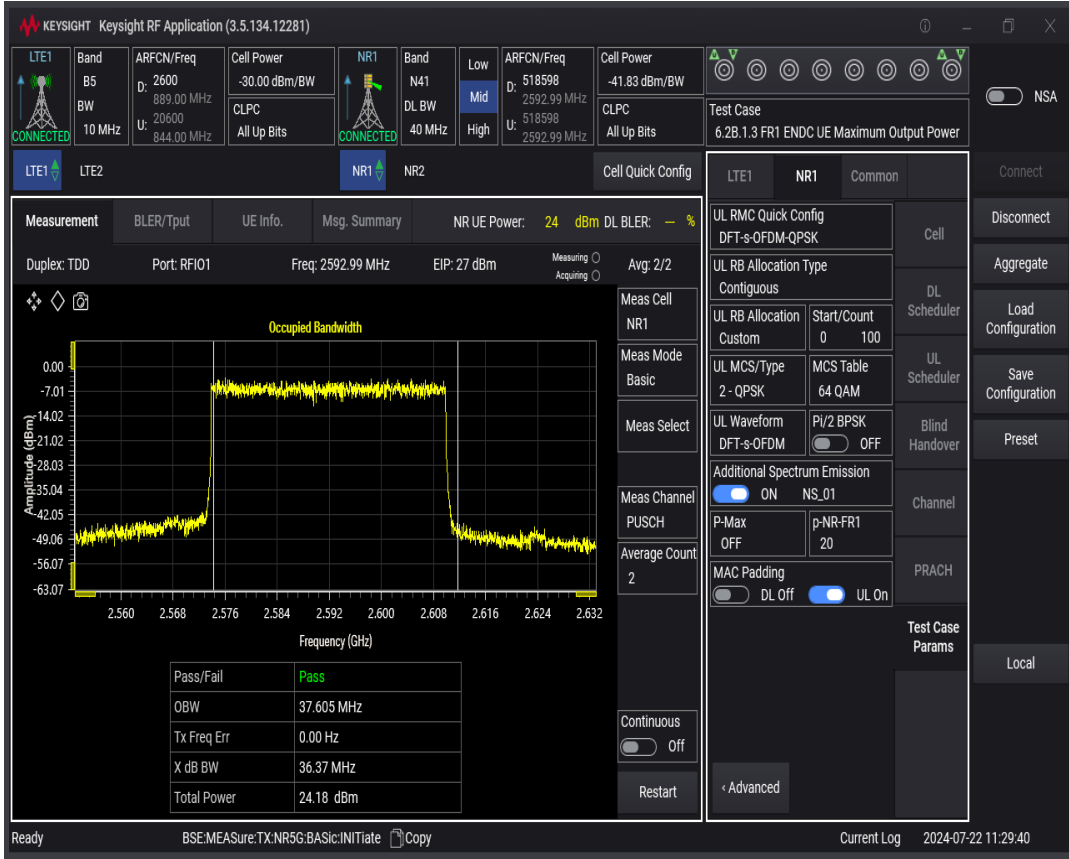 KEYSIGHT Keysight RF Application (3.5.134.12281)
LTE1
CONNECTED
Band
B5
BW
10 MHz
ARFCN/Freq
D: 2600
889.00 MHz
U: 20600
844.00 MHz
Cell Power
-30.00 dBm/BW
CLPC
All Up Bits
NR1
CONNECTED
Band
N41
DL BW
40 MHz
Low
Mid
High
ARFCN/Freq
D: 518598
2592.99 MHz
U: 518598
2592.99 MHz
Cell Power
-41.83 dBm/BW
CLPC
All Up Bits
Test Case
6.2B.1.3 FR1 ENDC UE Maximum Output Power
NSA
LTE1 LTE2
NR1 NR2
Cell Quick Config
Measurement BLER/Tput UE Info. Msg. Summary NR UE Power: 24 dBm DL BLER: --- %
Duplex: TDD Port: RFIO1 Freq: 2592.99 MHz EIP: 27 dBm Measuring Acquiring Avg: 2/2
Occupied Bandwidth
Amplitude (dBm)
0.00
-7.01
-14.02
-21.02
-28.03
-35.04
-42.05
-49.06
-56.07
-63.07
2.560 2.568 2.576 2.584 2.592 2.600 2.608 2.616 2.624 2.632
Frequency (GHz)
Pass/Fail Pass
OBW 37.605 MHz
Tx Freq Err 0.00 Hz
X dB BW 36.37 MHz
Total Power 24.18 dBm
Meas Cell
NR1
Meas Mode
Basic
Meas Select
Meas Channel
PUSCH
Average Count
2
Continuous
Off
Restart
LTE1 NR1 Common
UL RMC Quick Config
DFT-s-OFDM-QPSK
UL RB Allocation Type
Contiguous
UL RB Allocation
Custom
Start/Count
0 100
UL MCS/Type
2 - QPSK
MCS Table
64 QAM
UL Waveform
DFT-s-OFDM
Pi/2 BPSK
OFF
Additional Spectrum Emission
ON NS_01
P-Max
OFF
p-NR-FR1
20
MAC Padding
DL Off UL On
‹ Advanced
Cell
DL
Scheduler
UL
Scheduler
Blind
Handover
Channel
PRACH
Test Case
Params
Connect
Disconnect
Aggregate
Load
Configuration
Save
Configuration
Preset
Local
Ready BSE:MEASure:TX:NR5G:BASic:INITiate Copy Current Log 2024-07-22 11:29:40